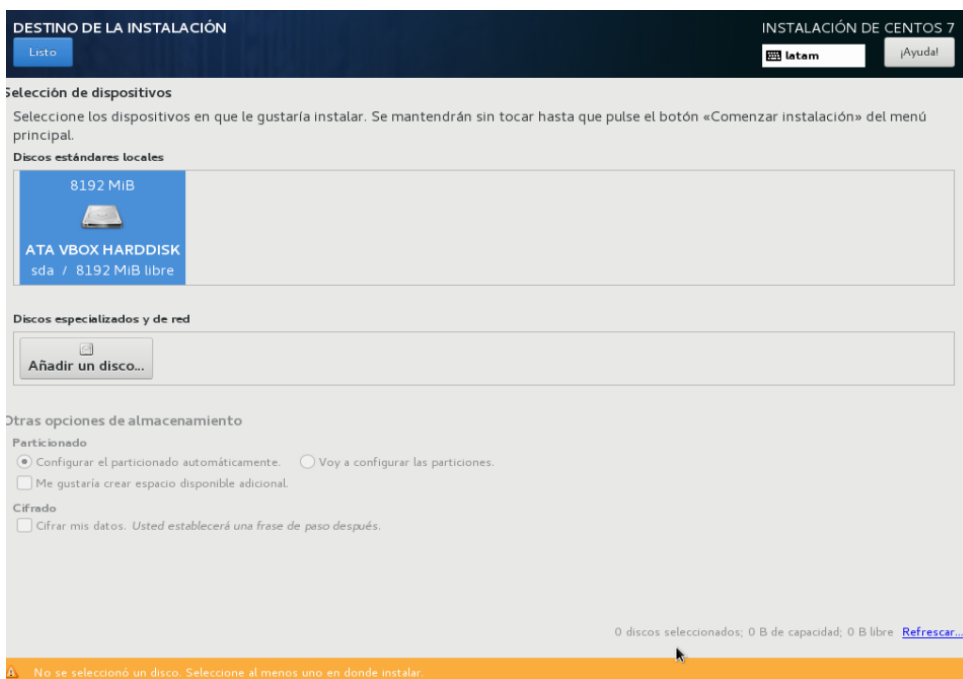 DESTINO DE LA INSTALACIÓN
INSTALACIÓN DE CENTOS 7
Listo
latam
¡Ayuda!
Selección de dispositivos
Seleccione los dispositivos en que le gustaría instalar. Se mantendrán sin tocar hasta que pulse el botón «Comenzar instalación» del menú
principal.
Discos estándares locales
8192 MiB
ATA VBOX HARDDISK
sda / 8192 MiB libre
Discos especializados y de red
Añadir un disco...
Otras opciones de almacenamiento
Particionado
Configurar el particionado automáticamente. Voy a configurar las particiones.
Me gustaría crear espacio disponible adicional.
Cifrado
Cifrar mis datos. Usted establecerá una frase de paso después.
0 discos seleccionados; 0 B de capacidad; 0 B libre Refrescar...
No se seleccionó un disco. Seleccione al menos uno en donde instalar.